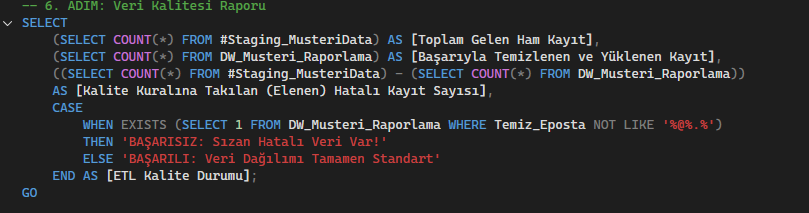 -- 6. ADIM: Veri Kalitesi Raporu
SELECT
    (SELECT COUNT(*) FROM #Staging_MusteriData) AS [Toplam Gelen Ham Kayıt],
    (SELECT COUNT(*) FROM DW_Musteri_Raporlama) AS [Başarıyla Temizlenen ve Yüklenen Kayıt],
    ((SELECT COUNT(*) FROM #Staging_MusteriData) - (SELECT COUNT(*) FROM DW_Musteri_Raporlama))
    AS [Kalite Kuralına Takılan (Elenen) Hatalı Kayıt Sayısı],
    CASE
        WHEN EXISTS (SELECT 1 FROM DW_Musteri_Raporlama WHERE Temiz_Eposta NOT LIKE '%@%.%')
        THEN 'BAŞARISIZ: Sızan Hatalı Veri Var!'
        ELSE 'BAŞARILI: Veri Dağılımı Tamamen Standart'
    END AS [ETL Kalite Durumu];
GO